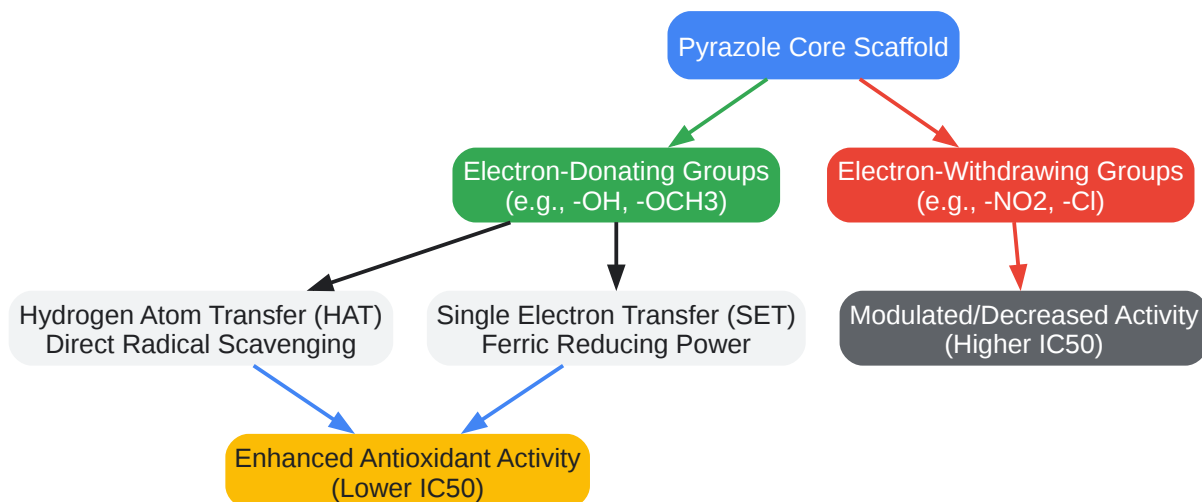 Pyrazole Core Scaffold
Electron-Donating Groups
(e.g., -OH, -OCH3)
Electron-Withdrawing Groups
(e.g., -NO2, -Cl)
Hydrogen Atom Transfer (HAT)
Direct Radical Scavenging
Single Electron Transfer (SET)
Ferric Reducing Power
Modulated/Decreased Activity
(Higher IC50)
Enhanced Antioxidant Activity
(Lower IC50)